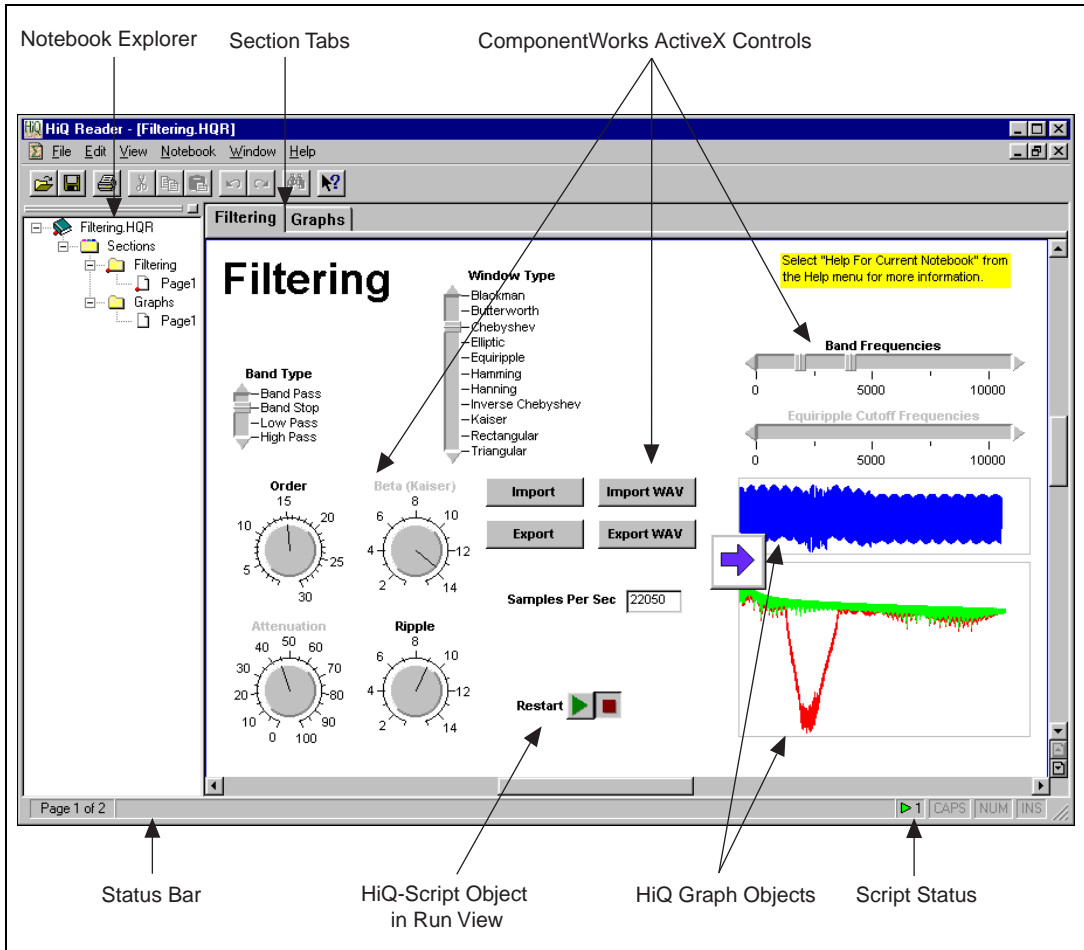 Notebook Explorer
Section Tabs
ComponentWorks ActiveX Controls
HiQ HiQ Reader - [Filtering.HQR]
File Edit View Notebook Window Help
Filtering.HQR
Sections
Filtering
Page1
Graphs
Page1
Filtering Graphs
Filtering
Select "Help For Current Notebook" from
the Help menu for more information.
Window Type
Blackman
Butterworth
Chebyshev
Elliptic
Equiripple
Hamming
Hanning
Inverse Chebyshev
Kaiser
Rectangular
Triangular
Band Type
Band Pass
Band Stop
Low Pass
High Pass
Band Frequencies
0 5000 10000
Equiripple Cutoff Frequencies
0 5000 10000
Order
5 10 15 20 25 30
Beta (Kaiser)
2 4 6 8 10 12 14
Import Import WAV
Export Export WAV
Samples Per Sec 22050
Attenuation
0 10 20 30 40 50 60 70 80 90 100
Ripple
2 4 6 8 10 12 14
Restart
Page 1 of 2
1 CAPS NUM INS
Status Bar
HiQ-Script Object
in Run View
HiQ Graph Objects
Script Status